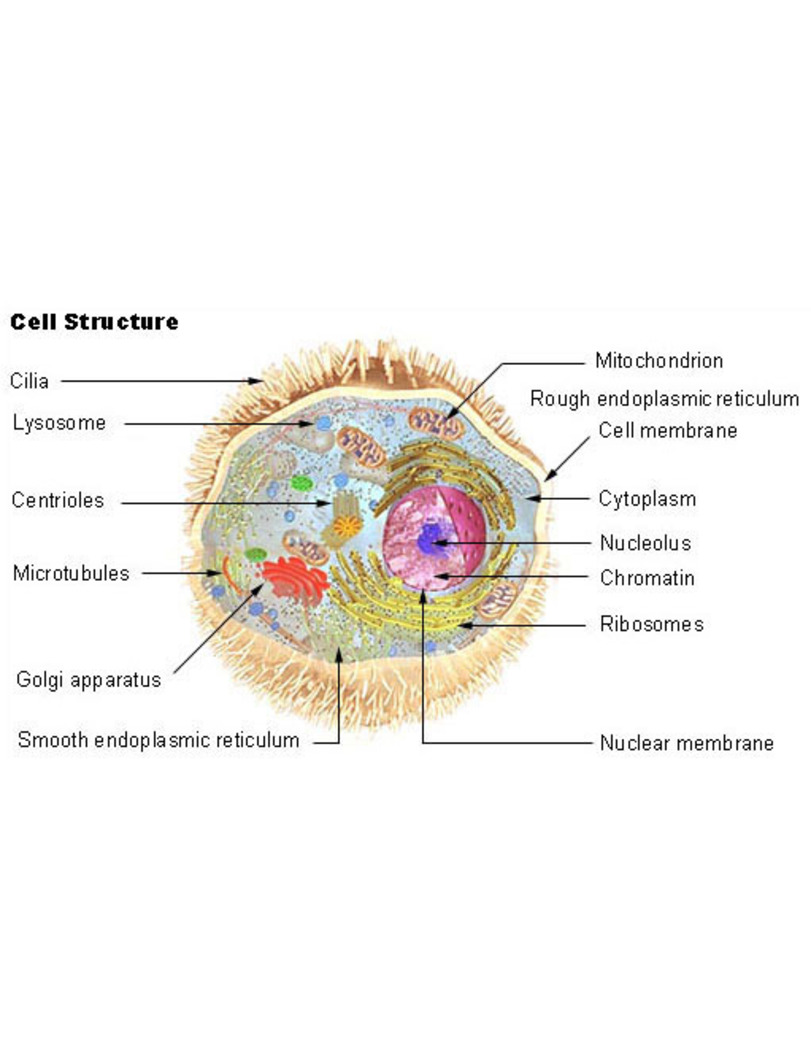 Cell Structure
Cilia
Lysosome
Centrioles
Microtubules
Golgi apparatus
Smooth endoplasmic reticulum
Mitochondrion
Rough endoplasmic reticulum
Cell membrane
Cytoplasm
Nucleolus
Chromatin
Ribosomes
Nuclear membrane